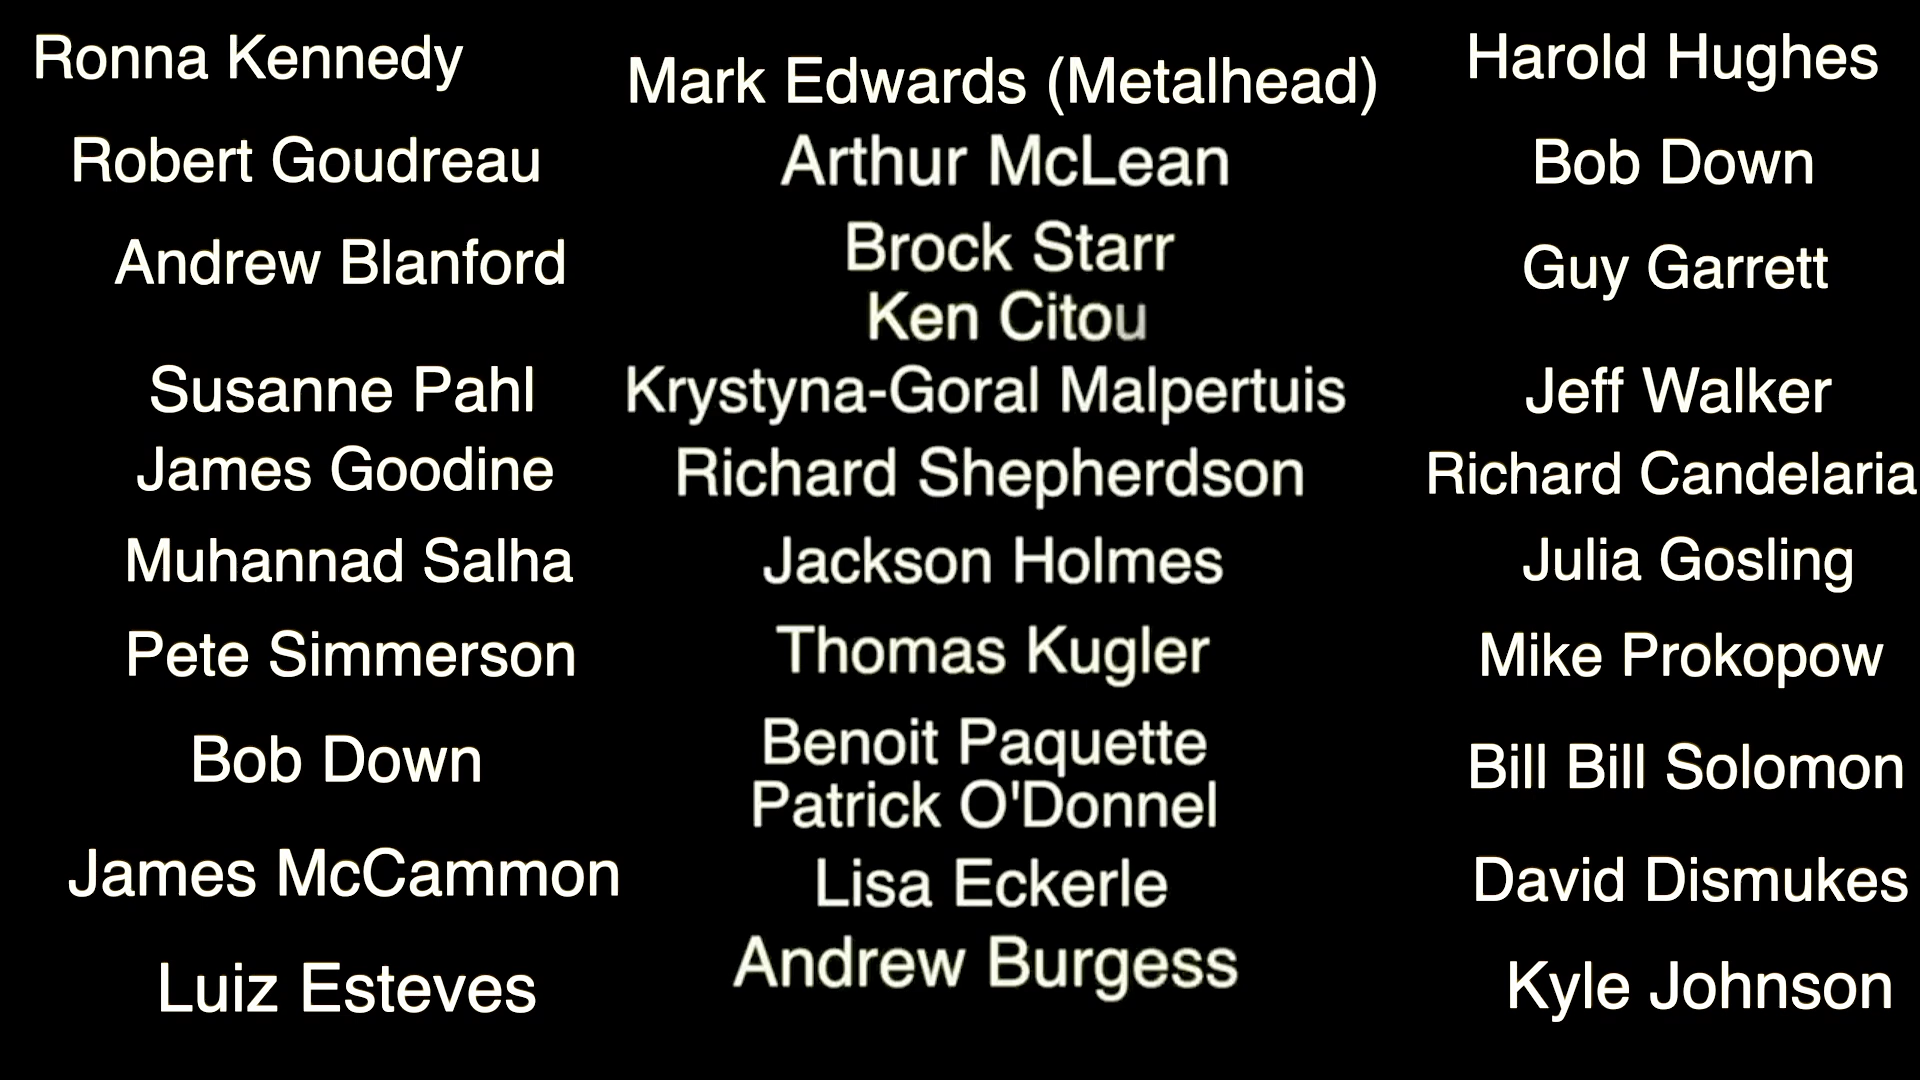 Ronna Kennedy
Robert Goudreau
Andrew Blanford
Susanne Pahl
James Goodine
Muhannad Salha
Pete Simmerson
Bob Down
James McCammon
Luiz Esteves
Mark Edwards (Metalhead)
Arthur McLean
Brock Starr
Ken Citou
Krystyna-Goral Malpertuis
Richard Shepherdson
Jackson Holmes
Thomas Kugler
Benoit Paquette
Patrick O'Donnel
Lisa Eckerle
Andrew Burgess
Harold Hughes
Bob Down
Guy Garrett
Jeff Walker
Richard Candelaria
Julia Gosling
Mike Prokopow
Bill Bill Solomon
David Dismukes
Kyle Johnson